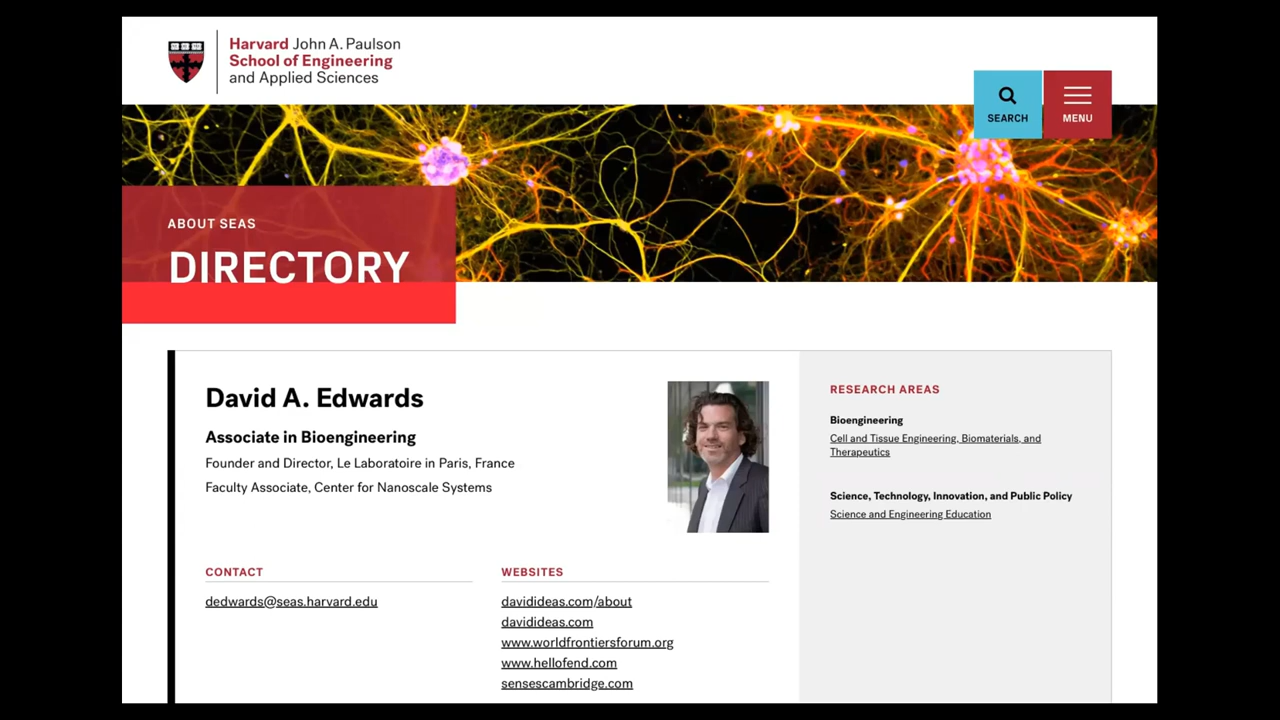 Harvard John A. Paulson
School of Engineering
and Applied Sciences
SEARCH
MENU
ABOUT SEAS
DIRECTORY
David A. Edwards
Associate in Bioengineering
Founder and Director, Le Laboratoire in Paris, France
Faculty Associate, Center for Nanoscale Systems
CONTACT
dedwards@seas.harvard.edu
WEBSITES
davidideas.com/about
davidideas.com
www.worldfrontiersforum.org
www.hellofend.com
sensescambridge.com
RESEARCH AREAS
Bioengineering
Cell and Tissue Engineering, Biomaterials, and
Therapeutics
Science, Technology, Innovation, and Public Policy
Science and Engineering Education